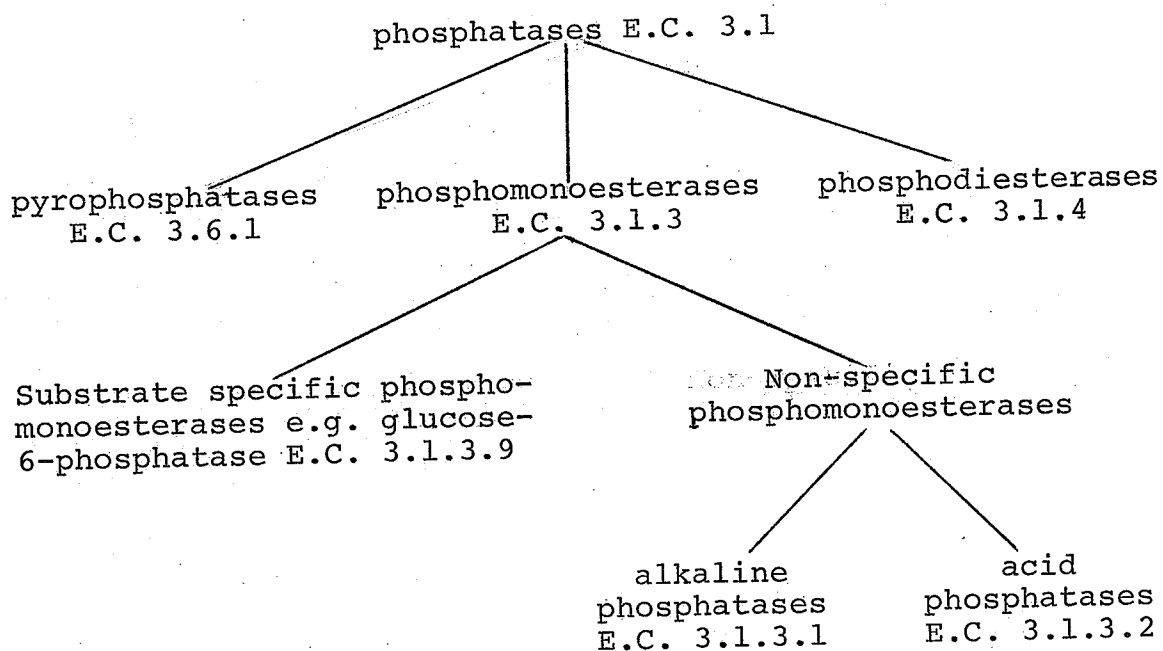 phosphatases E.C. 3.1
pyrophosphatases
E.C. 3.6.1
phosphomonoesterases
E.C. 3.1.3
phosphodiesterases
E.C. 3.1.4
Substrate specific phospho-
monoesterases e.g. glucose-
6-phosphatase E.C. 3.1.3.9
Non-specific
phosphomonoesterases
alkaline
phosphatases
E.C. 3.1.3.1
acid
phosphatases
E.C. 3.1.3.2